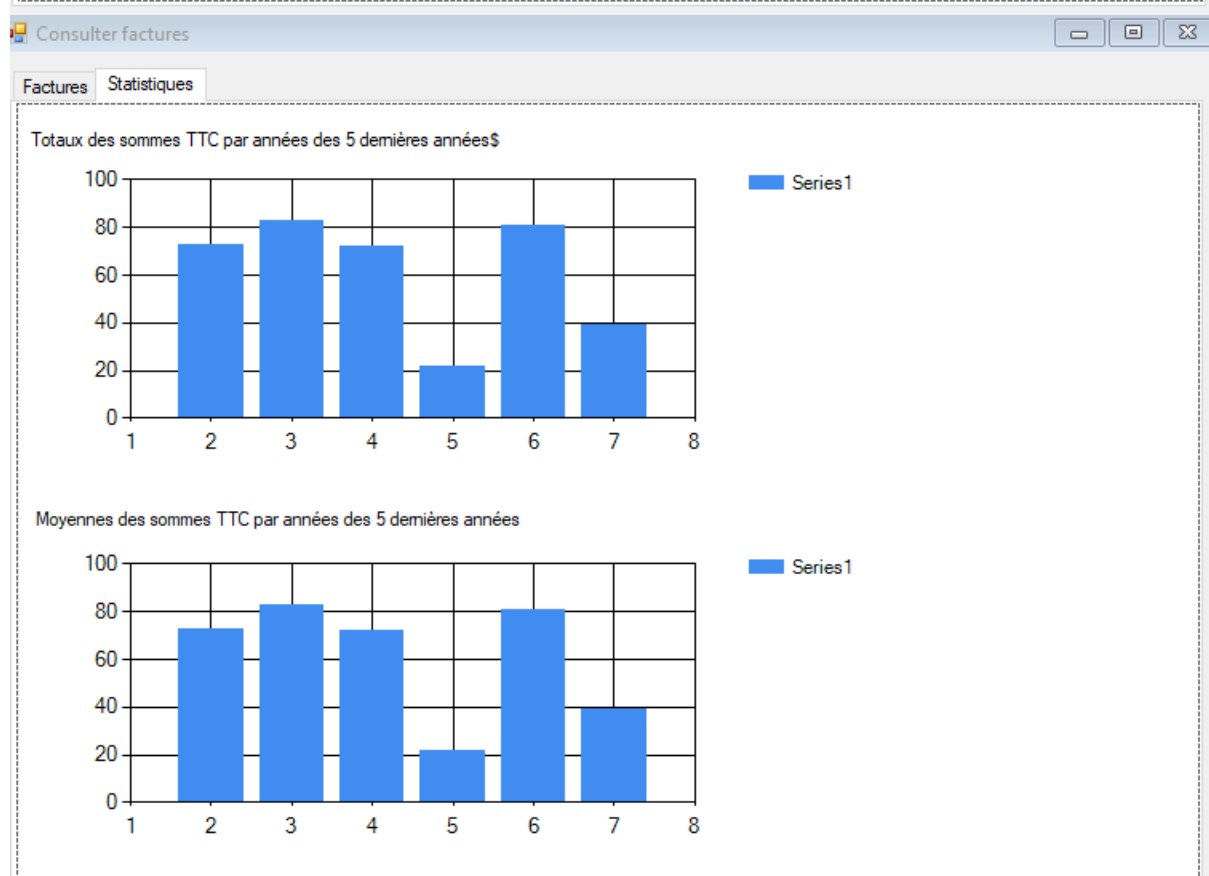 Consulter factures
Factures Statistiques
Totaux des sommes TTC par années des 5 dernières années$
100
80
60
40
20
0
1 2 3 4 5 6 7 8
Series1
Moyennes des sommes TTC par années des 5 dernières années
100
80
60
40
20
0
1 2 3 4 5 6 7 8
Series1